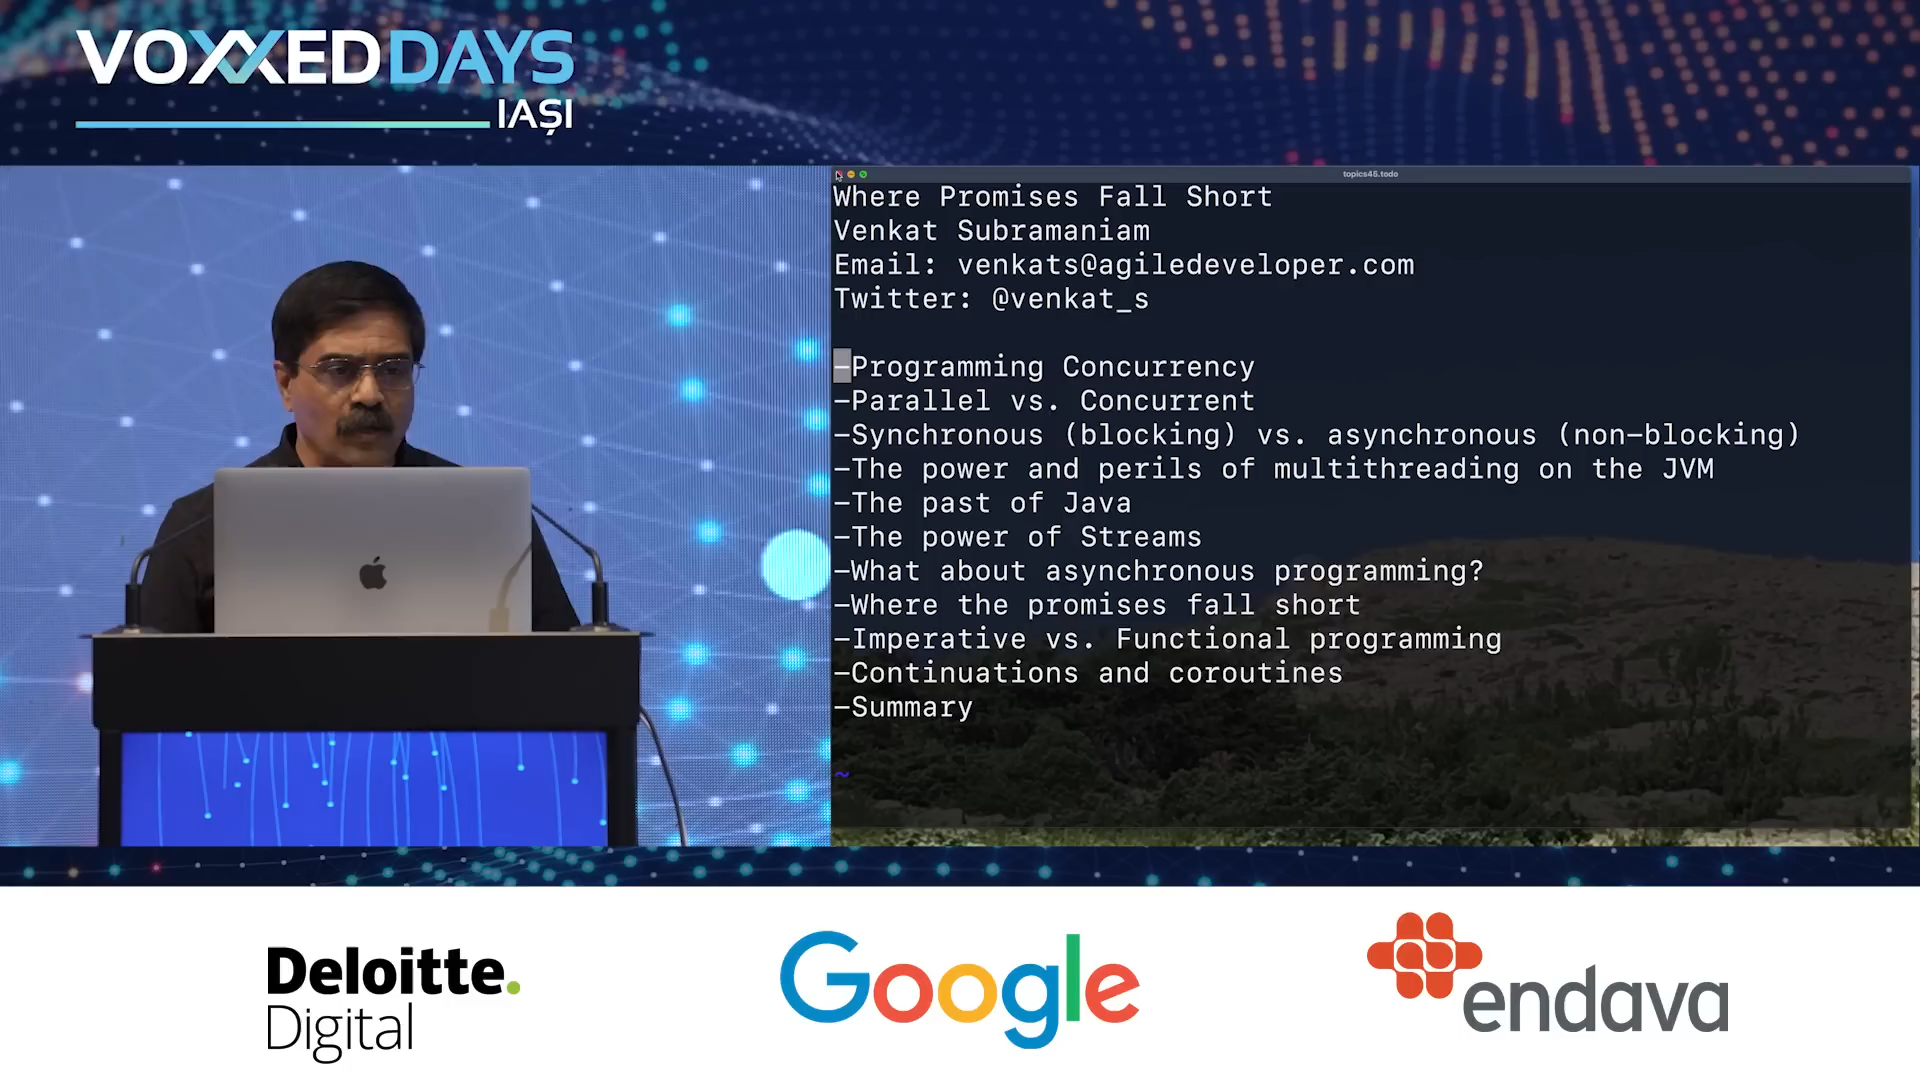 VOXXEDDAYS
IAȘI
topics45.todo
Where Promises Fall Short
Venkat Subramaniam
Email: venkats@agiledeveloper.com
Twitter: @venkat_s
-Programming Concurrency
-Parallel vs. Concurrent
-Synchronous (blocking) vs. asynchronous (non-blocking)
-The power and perils of multithreading on the JVM
-The past of Java
-The power of Streams
-What about asynchronous programming?
-Where the promises fall short
-Imperative vs. Functional programming
-Continuations and coroutines
-Summary
~
Deloitte.
Digital
Google
endava